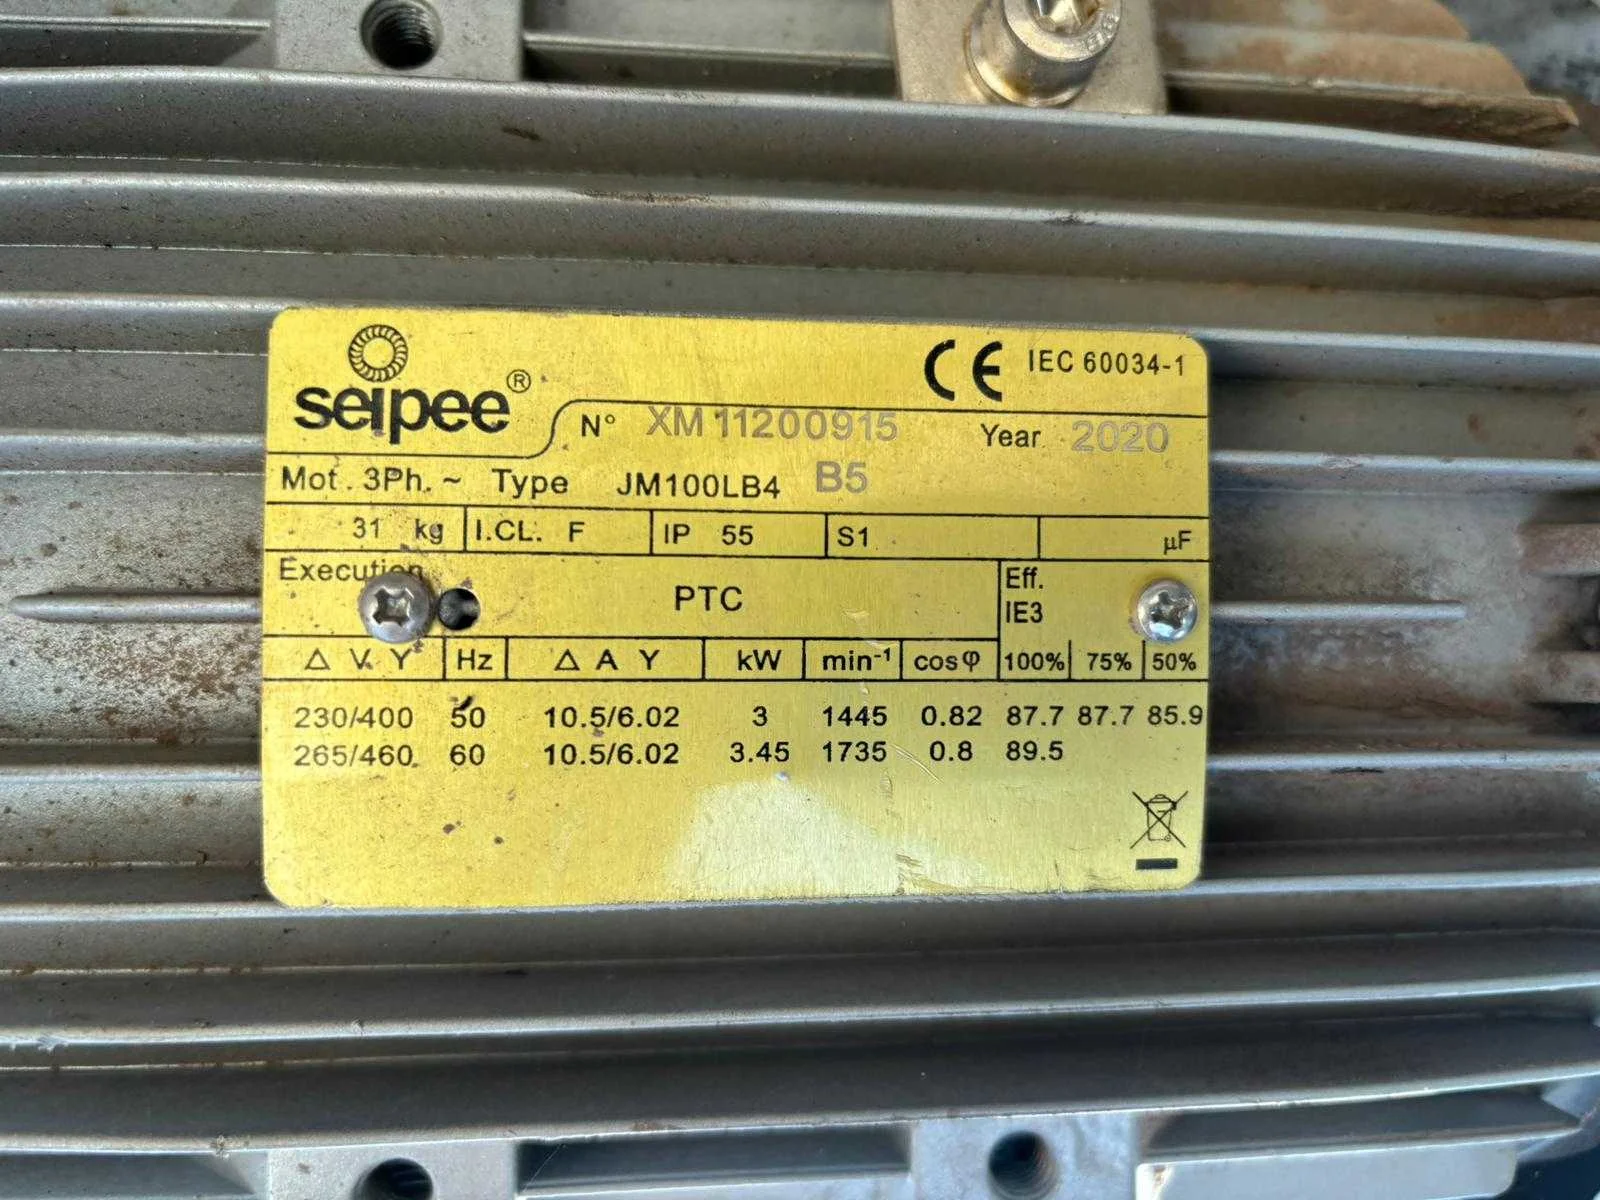 seipee®
CE IEC 60034-1
N° XM11200915 Year 2020
Mot. 3Ph. ~ Type JM100LB4 B5
31 kg I.CL. F IP 55 S1 µF
Execution PTC Eff. IE3
Δ V Y Hz Δ A Y kW min⁻¹ cosφ 100% 75% 50%
230/400 50 10.5/6.02 3 1445 0.82 87.7 87.7 85.9
265/460 60 10.5/6.02 3.45 1735 0.8 89.5